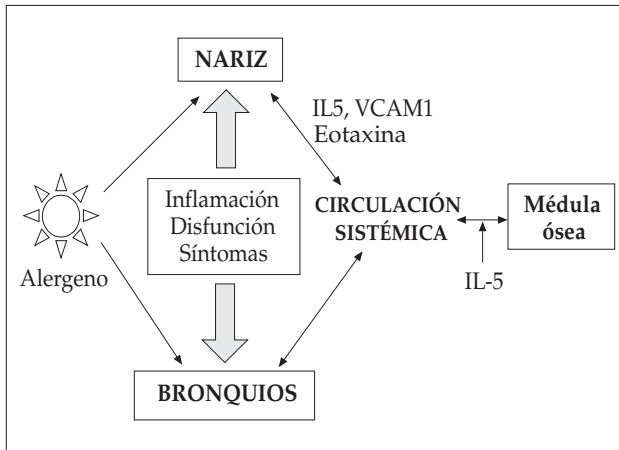 NARIZ
IL5, VCAM1
Eotaxina
Inflamación
Disfunción
Síntomas
CIRCULACIÓN
SISTÉMICA
Médula
ósea
Alergeno
IL-5
BRONQUIOS